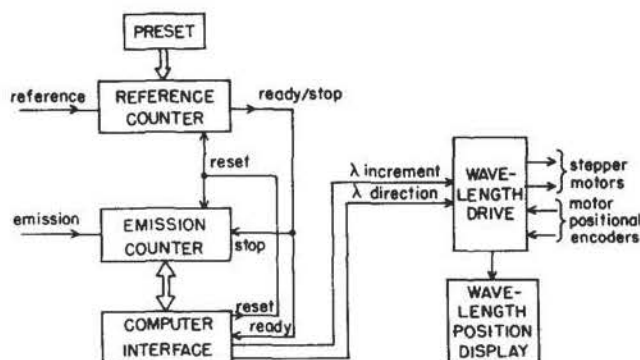 PRESET
reference
REFERENCE
COUNTER
ready/stop
reset
emission
EMISSION
COUNTER
stop
reset
ready
COMPUTER
INTERFACE
λ increment
λ direction
WAVE-
LENGTH
DRIVE
stepper
motors
motor
positional
encoders
WAVE-
LENGTH
POSITION
DISPLAY